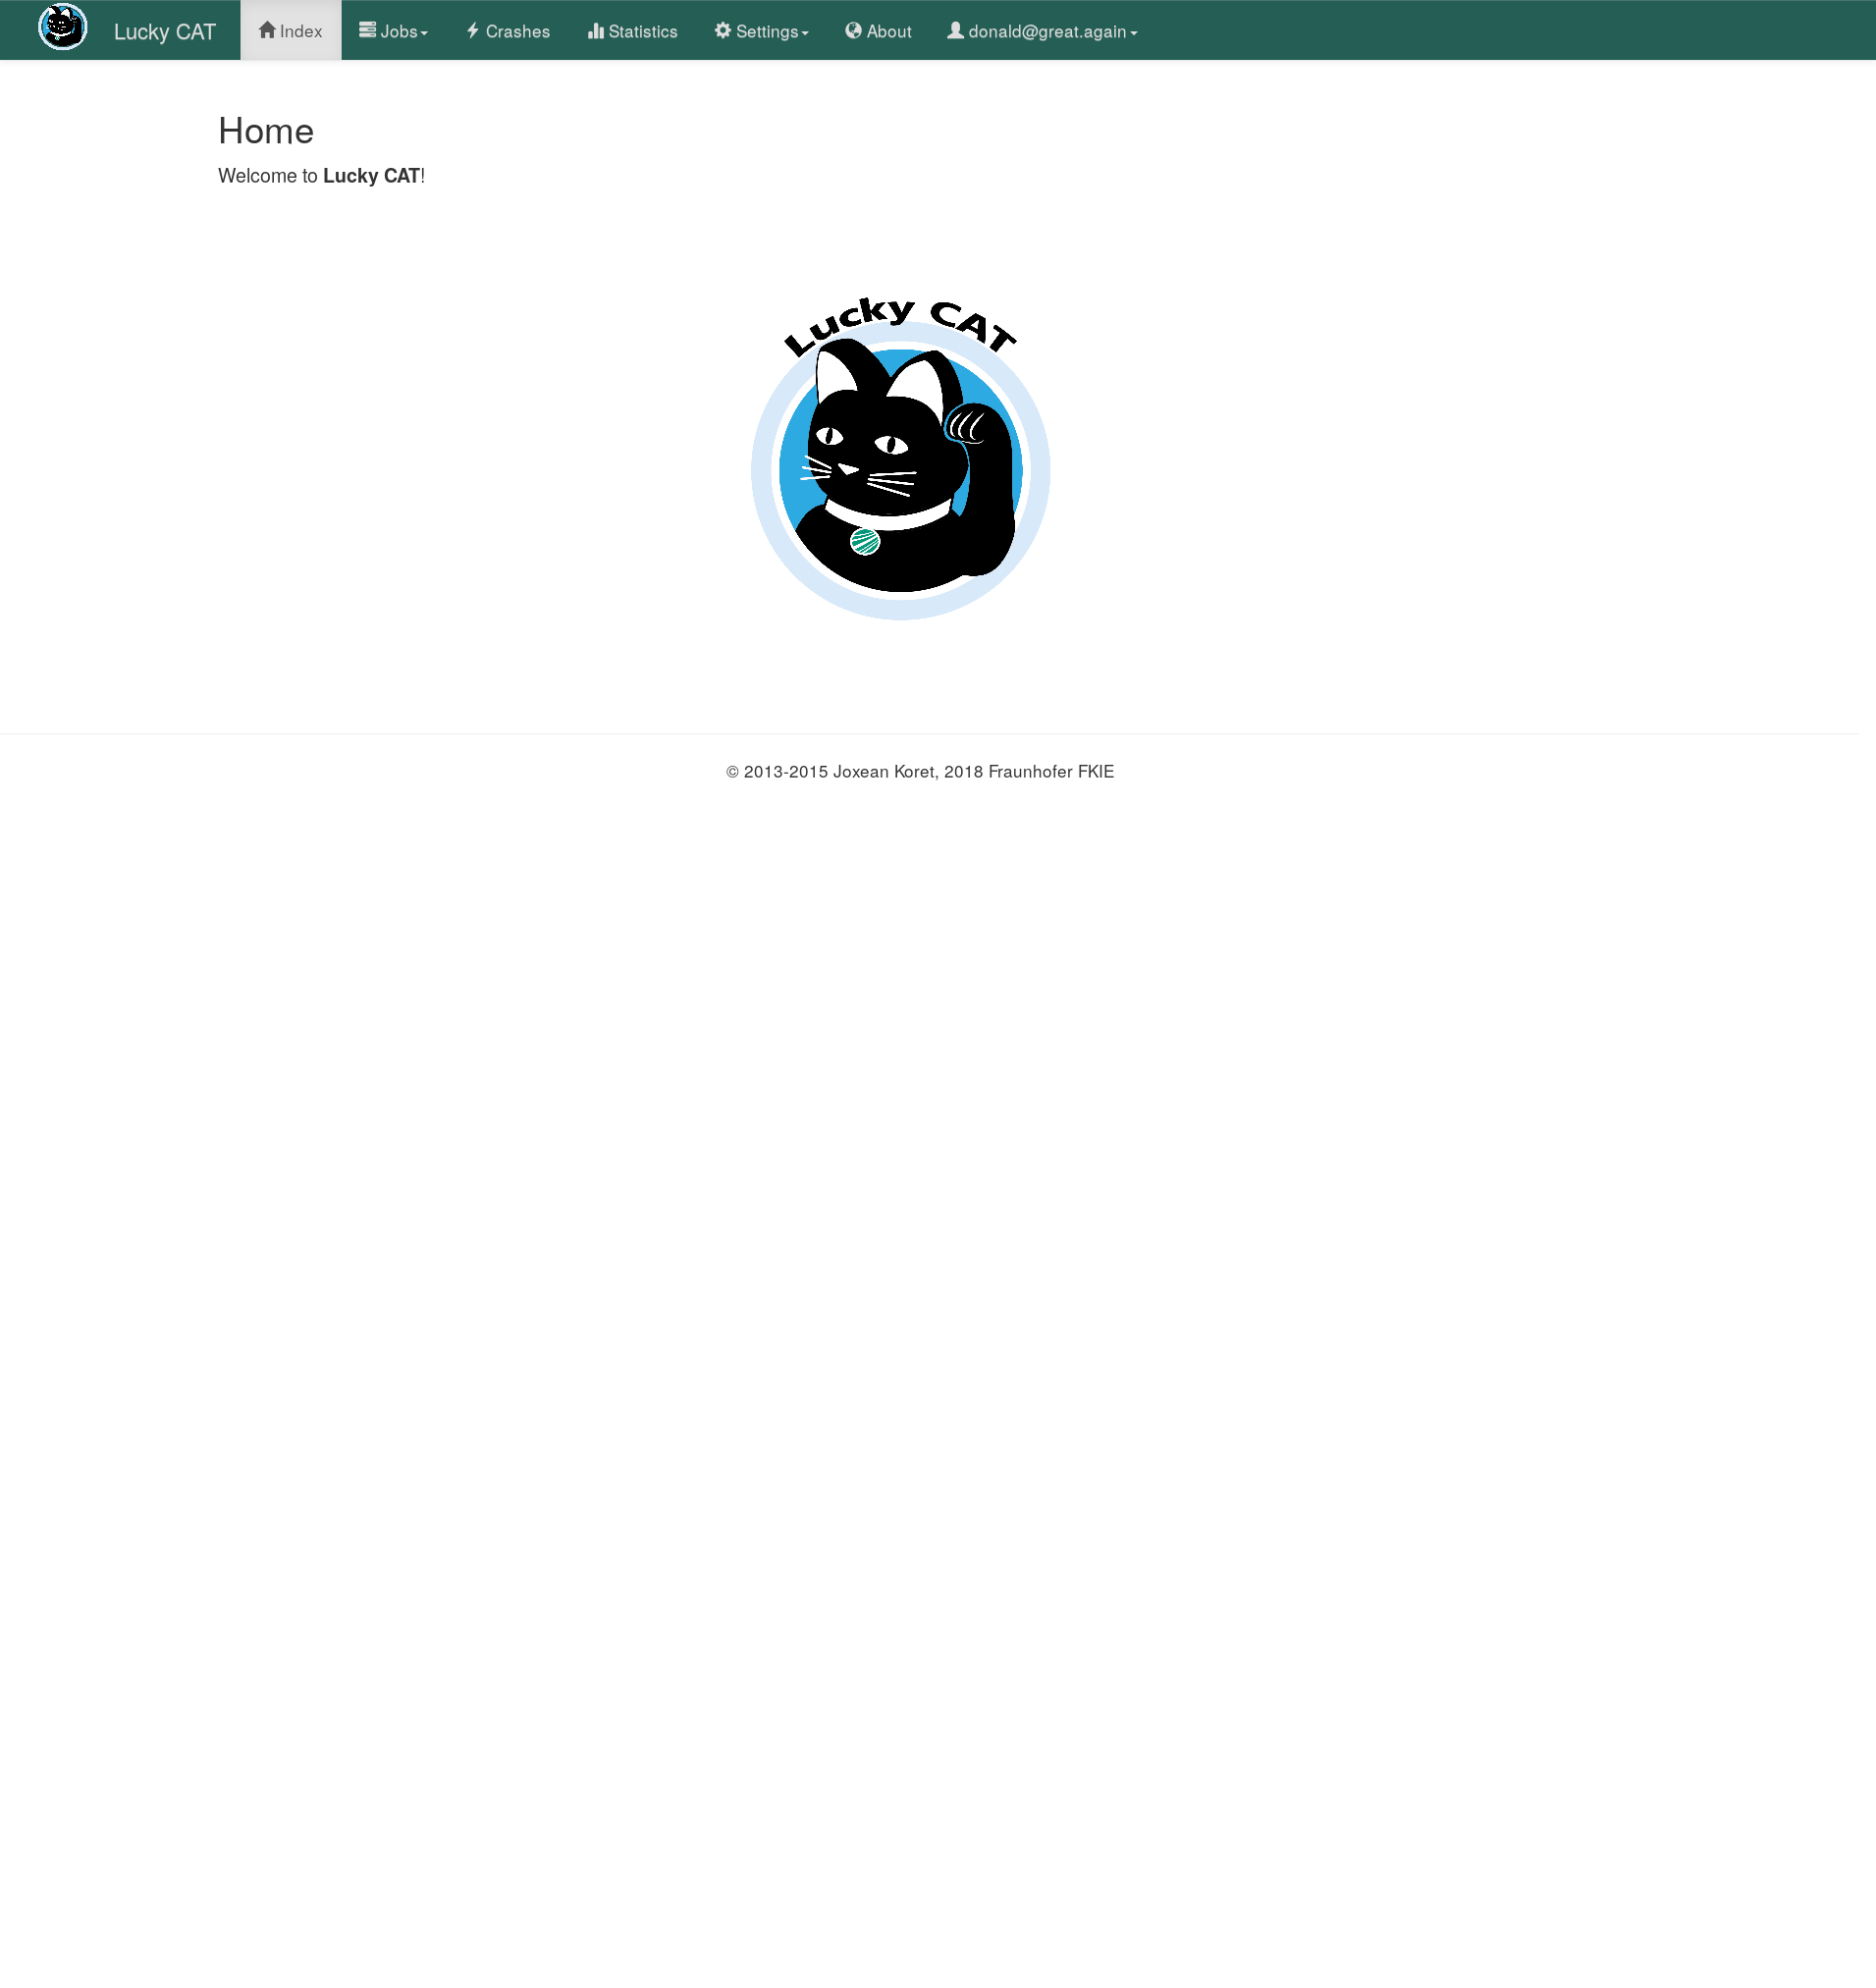 Lucky CAT Index Jobs Crashes Statistics Settings About donald@great.again
Home
Welcome to Lucky CAT!
Lucky CAT
© 2013-2015 Joxean Koret, 2018 Fraunhofer FKIE